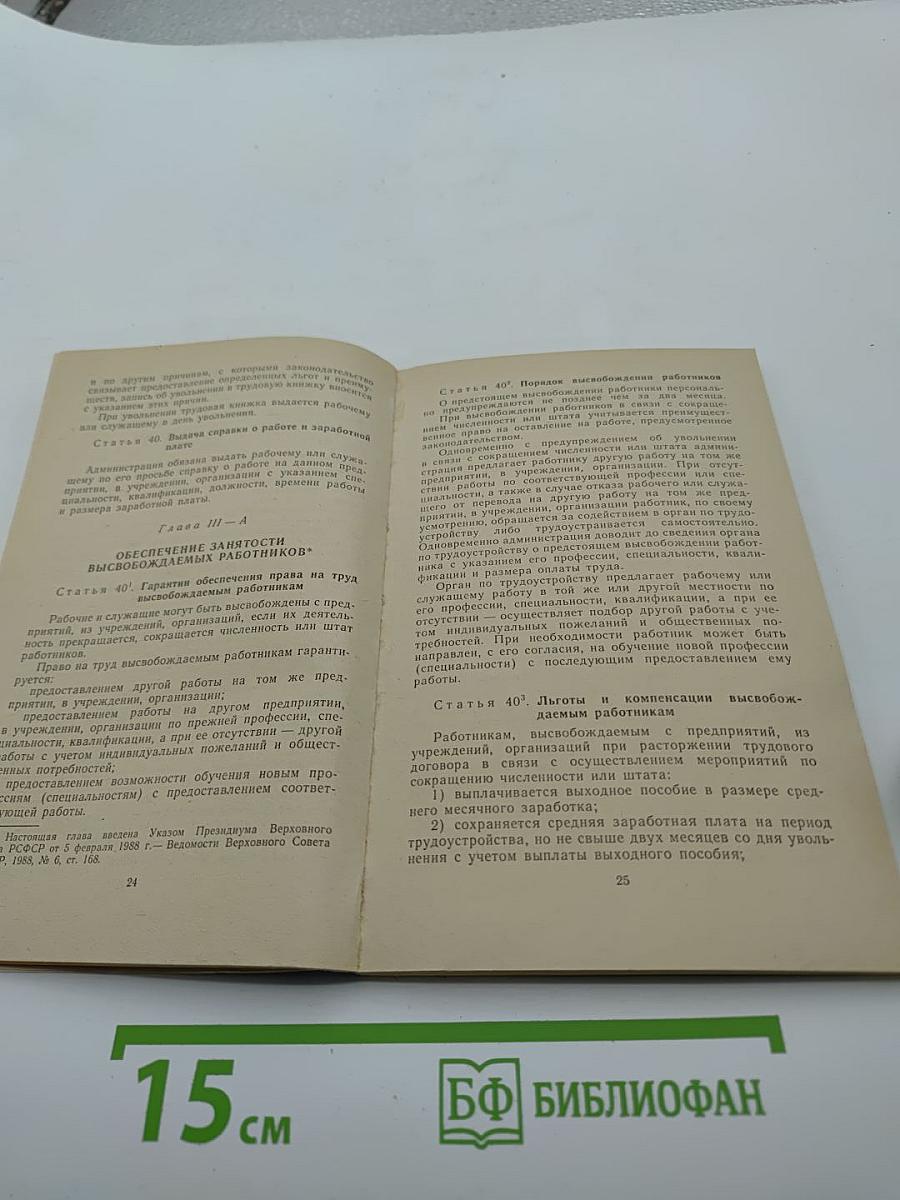 и по другим причинам, с которыми законодательство
связывает предоставление определенных льгот и преиму-
ществ, запись об увольнении в трудовую книжку вносится
с указанием этих причин.
При увольнении трудовая книжка выдается рабочему
или служащему в день увольнения.
Статья 40. Выдача справки о работе и заработной
плате
Администрация обязана выдать рабочему или служа-
щему по его просьбе справку о работе на данном пред-
приятии, в учреждении, организации с указанием спе-
циальности, квалификации, должности, времени работы
и размера заработной платы.
Глава III — А
ОБЕСПЕЧЕНИЕ ЗАНЯТОСТИ
ВЫСВОБОЖДАЕМЫХ РАБОТНИКОВ*
Статья 40¹. Гарантии обеспечения права на труд
высвобождаемым работникам
Рабочие и служащие могут быть высвобождены с пред-
приятий, из учреждений, организаций, если их деятель-
ность прекращается, сокращается численность или штат
работников.
Право на труд высвобождаемым работникам гаранти-
руется:
предоставлением другой работы на том же пред-
приятии, в учреждении, организации;
предоставлением работы на другом предприятии,
в учреждении, организации по прежней профессии, спе-
циальности, квалификации, а при ее отсутствии — другой
аботы с учетом индивидуальных пожеланий и общест-
енных потребностей;
предоставлением возможности обучения новым про-
ссиям (специальностям) с предоставлением соответ-
ующей работы.
Настоящая глава введена Указом Президиума Верховного
а РСФСР от 5 февраля 1988 г.— Ведомости Верховного Совета
Р, 1988, № 6, ст. 168.
24
Статья 40². Порядок высвобождения работников
О предстоящем высвобождении работники персональ-
но предупреждаются не позднее чем за два месяца.
При высвобождении работников в связи с сокраще-
нием численности или штата учитывается преимущест-
венное право на оставление на работе, предусмотренное
законодательством.
Одновременно с предупреждением об увольнении
в связи с сокращением численности или штата админи-
страция предлагает работнику другую работу на том же
предприятии, в учреждении, организации. При отсут-
ствии работы по соответствующей профессии или спе-
циальности, а также в случае отказа рабочего или служа-
щего от перевода на другую работу на том же пред-
приятии, в учреждении, организации работник, по своему
усмотрению, обращается за содействием в орган по трудо-
устройству либо трудоустраивается самостоятельно.
Одновременно администрация доводит до сведения органа
по трудоустройству о предстоящем высвобождении работ-
ника с указанием его профессии, специальности, квали-
фикации и размера оплаты труда.
Орган по трудоустройству предлагает рабочему или
служащему работу в той же или другой местности по
его профессии, специальности, квалификации, а при ее
отсутствии — осуществляет подбор другой работы с уче-
том индивидуальных пожеланий и общественных по-
требностей. При необходимости работник может быть
направлен, с его согласия, на обучение новой профессии
(специальности) с последующим предоставлением ему
работы.
Статья 40³. Льготы и компенсации высвобож-
даемым работникам
Работникам, высвобождаемым с предприятий, из
учреждений, организаций при расторжении трудового
договора в связи с осуществлением мероприятий по
сокращению численности или штата:
1) выплачивается выходное пособие в размере сред-
него месячного заработка;
2) сохраняется средняя заработная плата на период
трудоустройства, но не свыше двух месяцев со дня уволь-
нения с учетом выплаты выходного пособия;
25
15 см
БФ БИБЛИОФАН